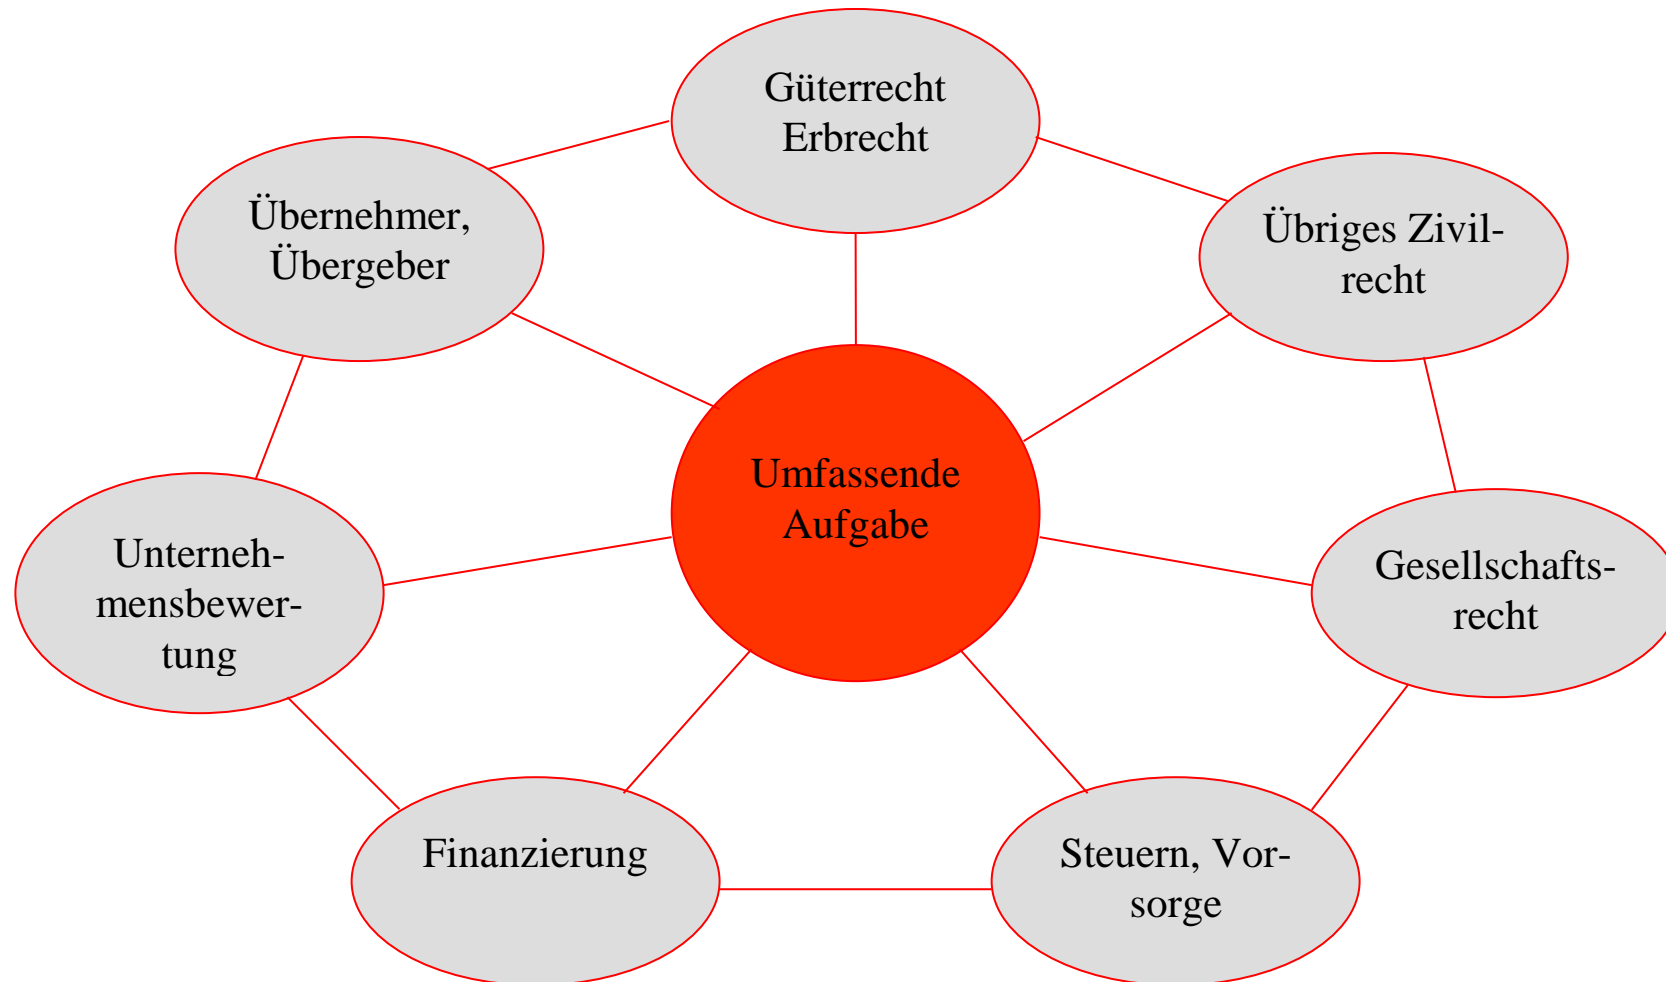 Güterrecht
Erbrecht
Übernehmer,
Übergeber
Übriges Zivil-
recht
Umfassende
Aufgabe
Unterneh-
mensbewer-
tung
Gesellschafts-
recht
Finanzierung
Steuern, Vor-
sorge